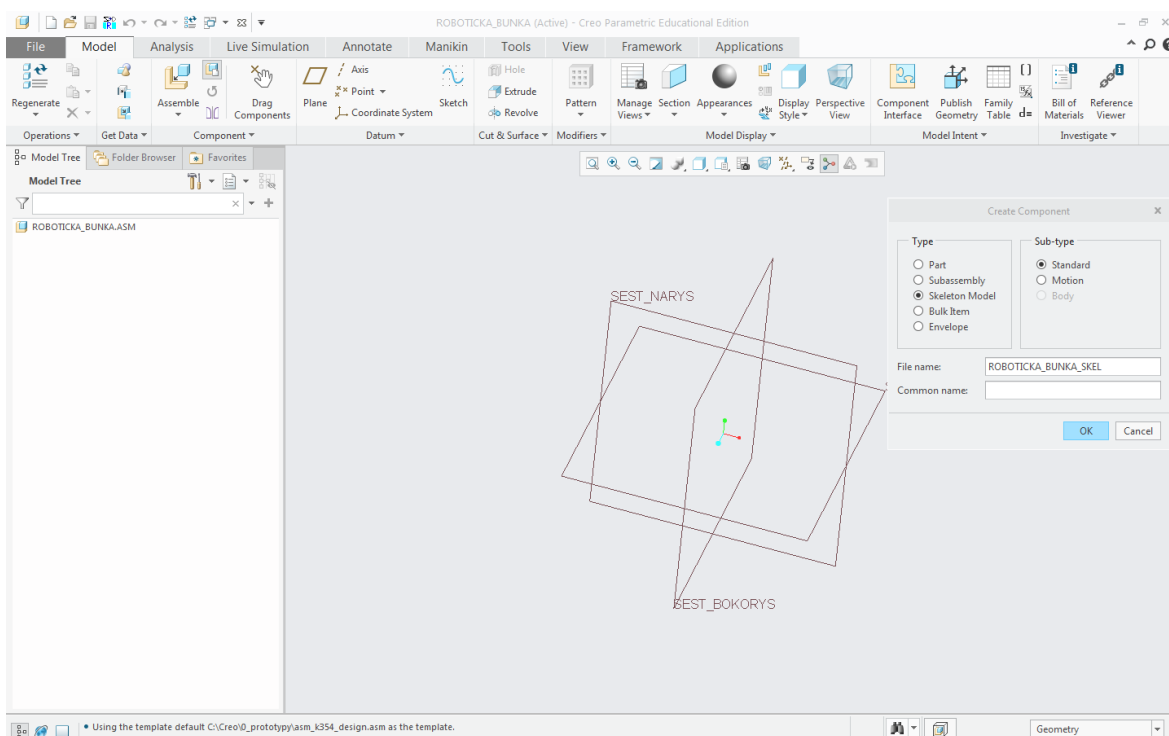 ROBOTICKA_BUNKA (Active) - Creo Parametric Educational Edition
File Model Analysis Live Simulation Annotate Manikin Tools View Framework Applications
Regenerate
Assemble
Drag Components
Plane
Axis
Point
Coordinate System
Sketch
Hole
Extrude
Revolve
Pattern
Manage Views
Section
Appearances
Display Style
Perspective View
Component Interface
Publish Geometry
Family Table
d=
Bill of Materials
Reference Viewer
Operations Get Data Component Datum Cut & Surface Modifiers Model Display Model Intent Investigate
Model Tree Folder Browser Favorites
Model Tree
ROBOTICKA_BUNKA.ASM
SEST_NARYS
SEST_BOKORYS
Create Component
Type
Part
Subassembly
Skeleton Model
Bulk Item
Envelope
Sub-type
Standard
Motion
Body
File name: ROBOTICKA_BUNKA_SKEL
Common name:
OK Cancel
• Using the template default C:\Creo\0_prototypy\asm_k354_design.asm as the template.
Geometry